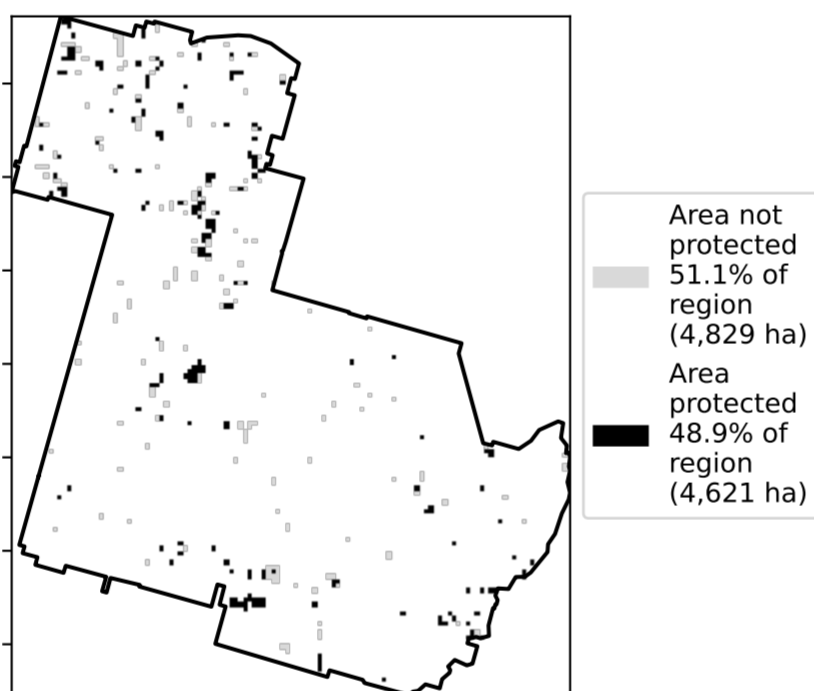 Area not
protected
51.1% of
region
(4,829 ha)
Area
protected
48.9% of
region
(4,621 ha)